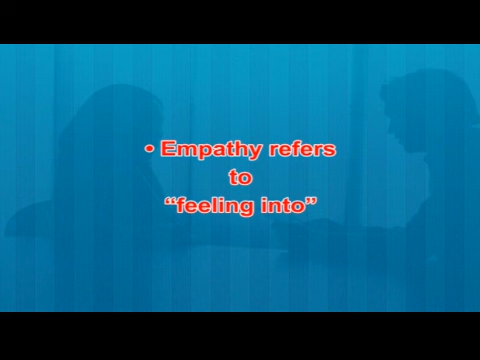 • Empathy refers
to
“feeling into”